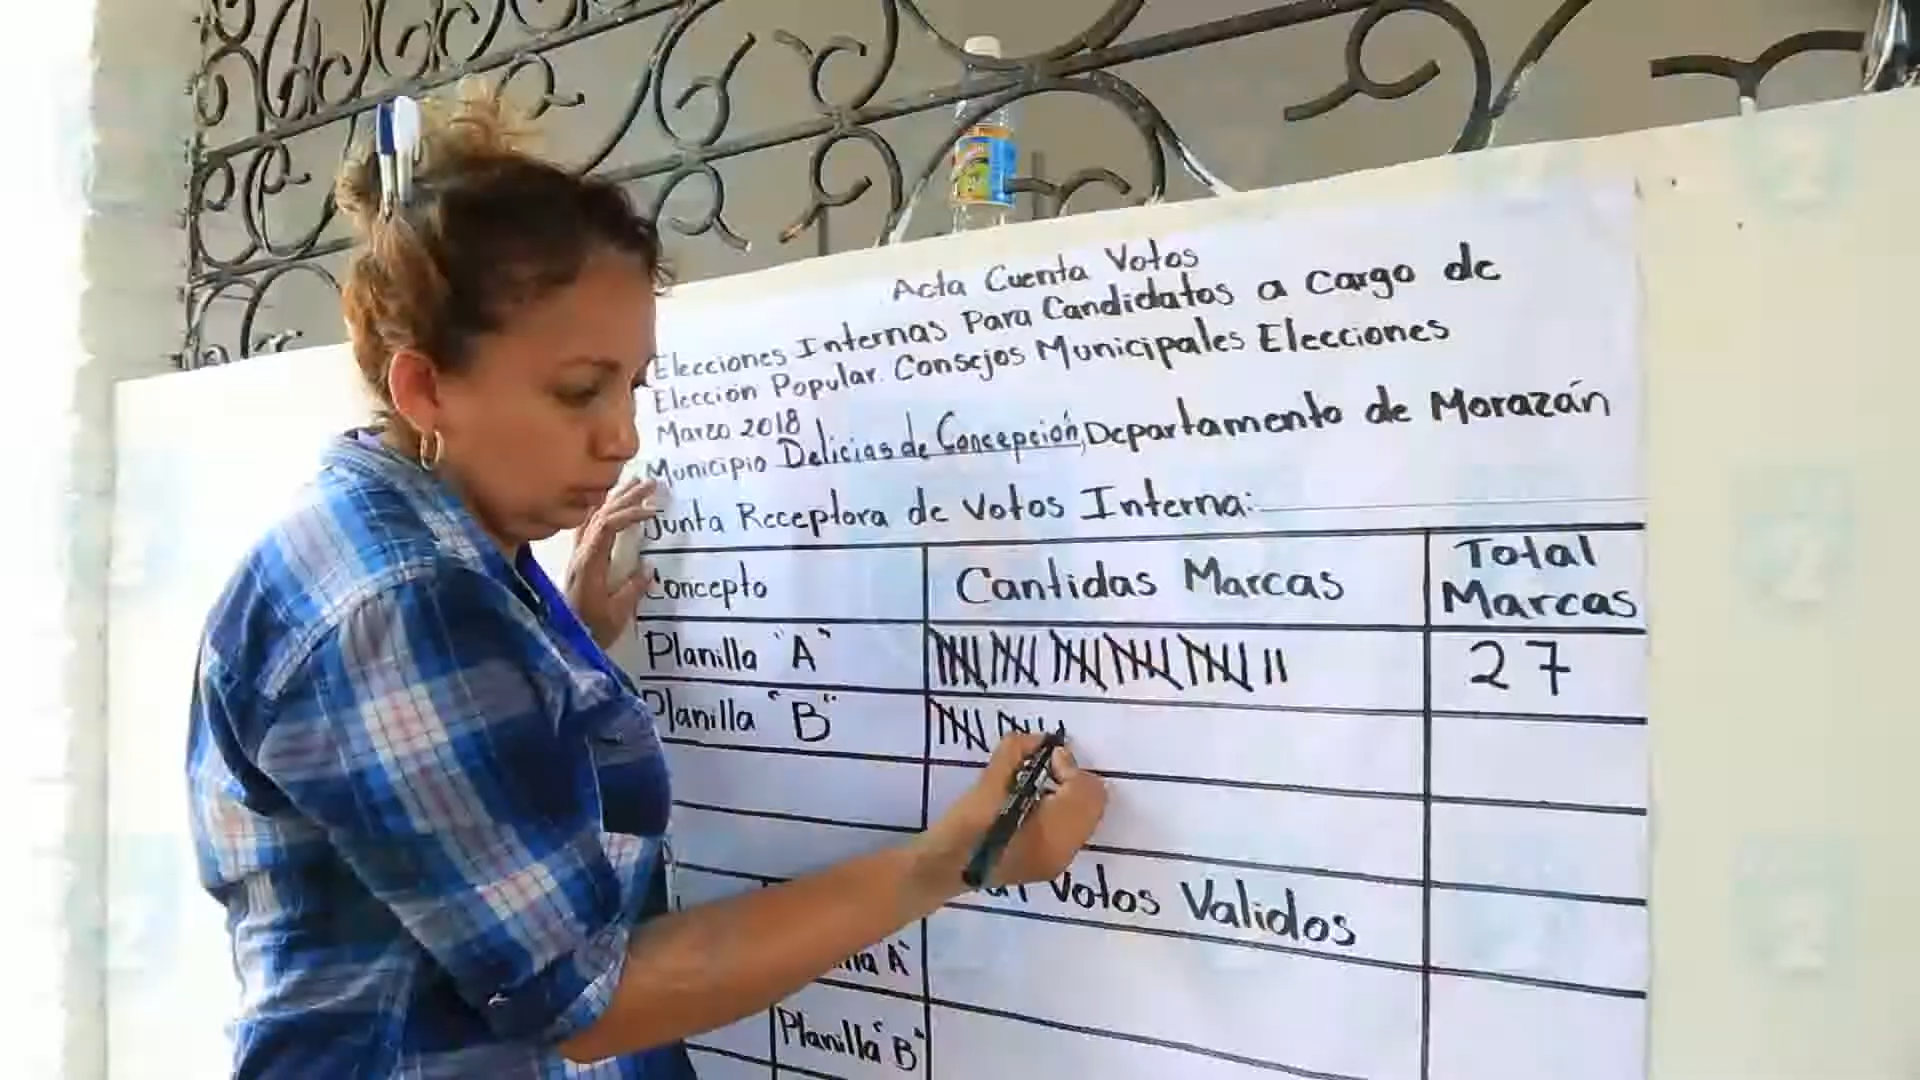 Acta Cuenta Votos
Elecciones Internas Para Candidatos a Cargo de
Elección Popular. Consejos Municipales Elecciones
Marzo 2018
Municipio Delicias de Concepción, Departamento de Morazán
Junta Receptora de Votos Interna:
Concepto Cantidas Marcas Total Marcas
Planilla "A" 27
Planilla "B"
Votos Validos
"A"
Planilla "B"